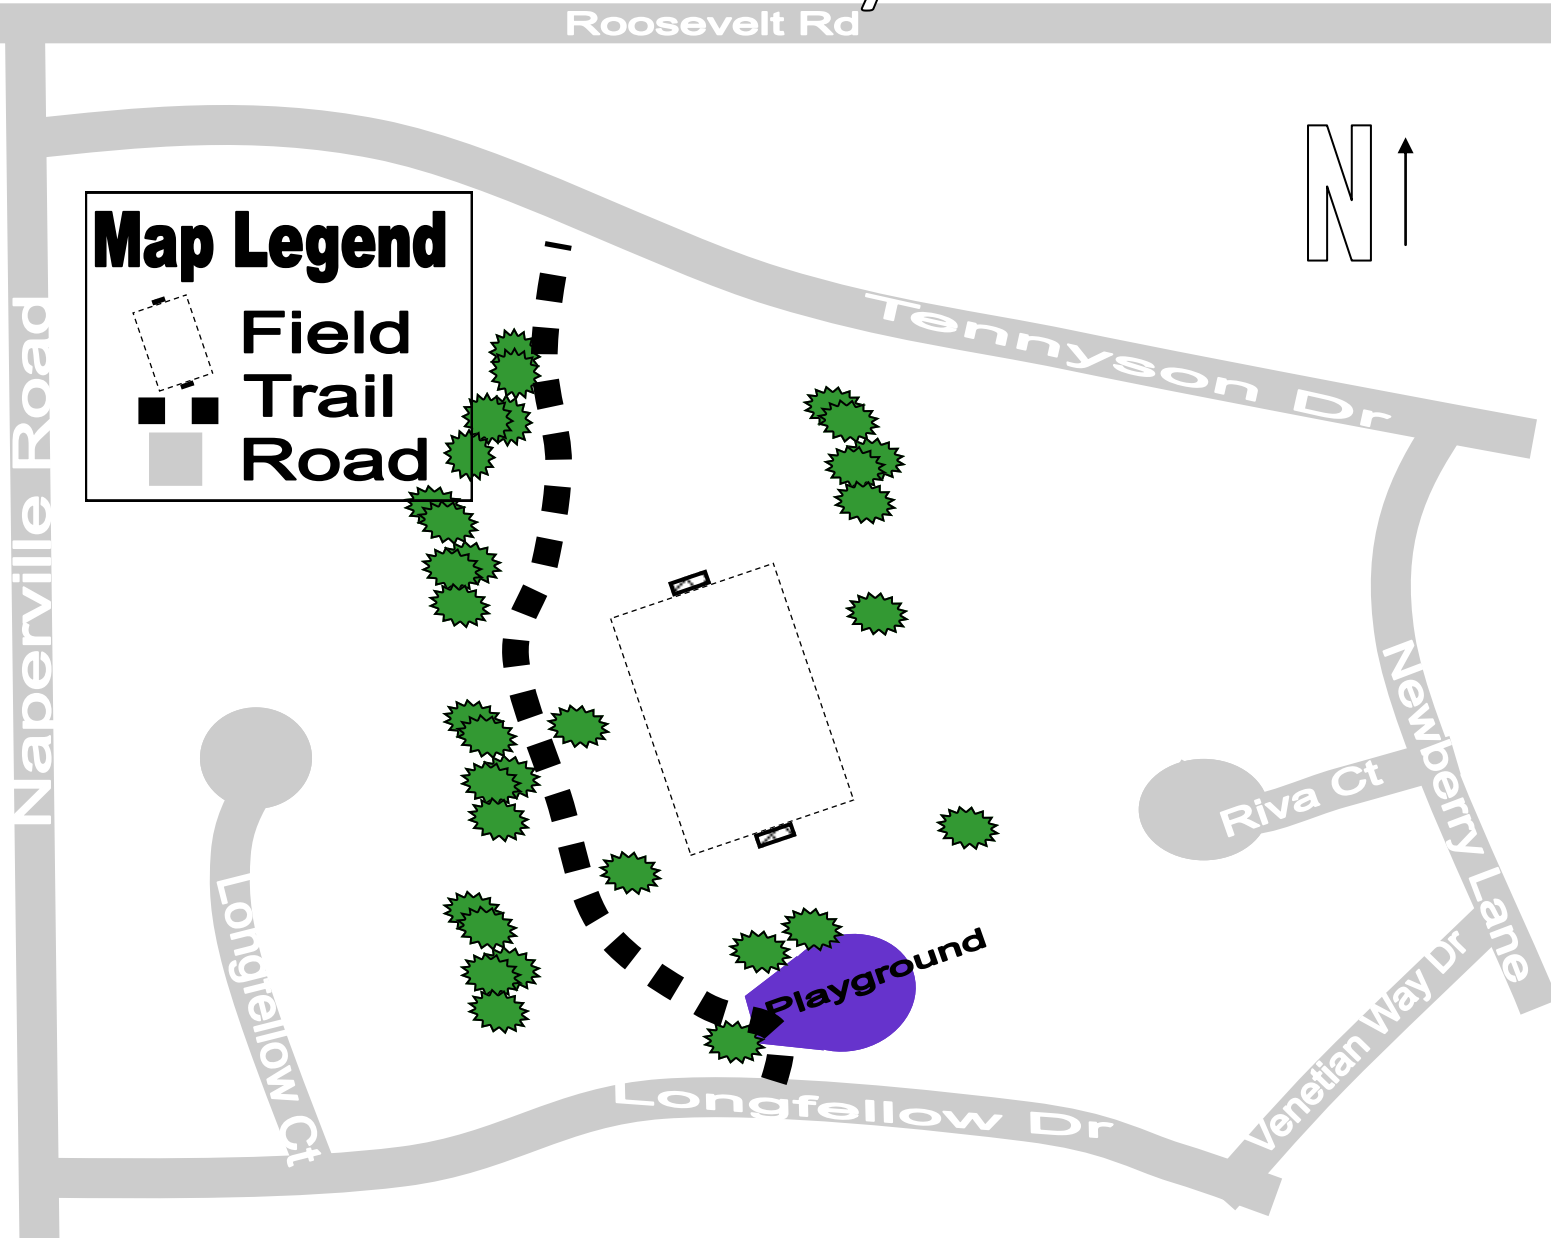 Roosevelt Rd
N
Map Legend
Field
Trail
Road
Tennyson Dr
Naperville Road
Newberry Lane
Riva Ct
Longfellow Ct
Playground
Venetian Way Dr
Longfellow Dr